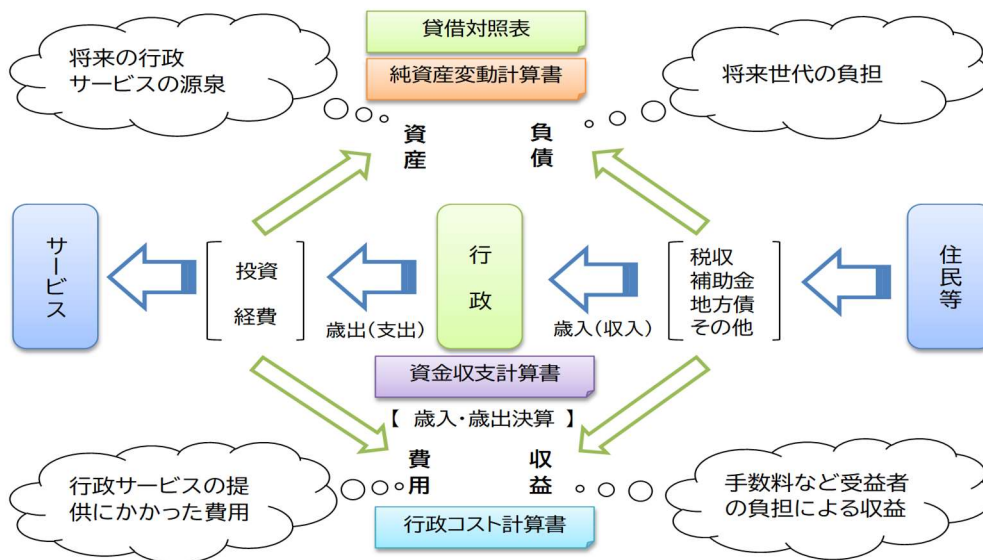 貸借対照表
純資産変動計算書
将来の行政
サービスの源泉
将来世代の負担
資産
負債
サービス
投資
経費
歳出(支出)
行政
歳入(収入)
税収
補助金
地方債
その他
住民等
資金収支計算書
【 歳入・歳出決算 】
費用
収益
行政サービスの提
供にかかった費用
手数料など受益者
の負担による収益
行政コスト計算書